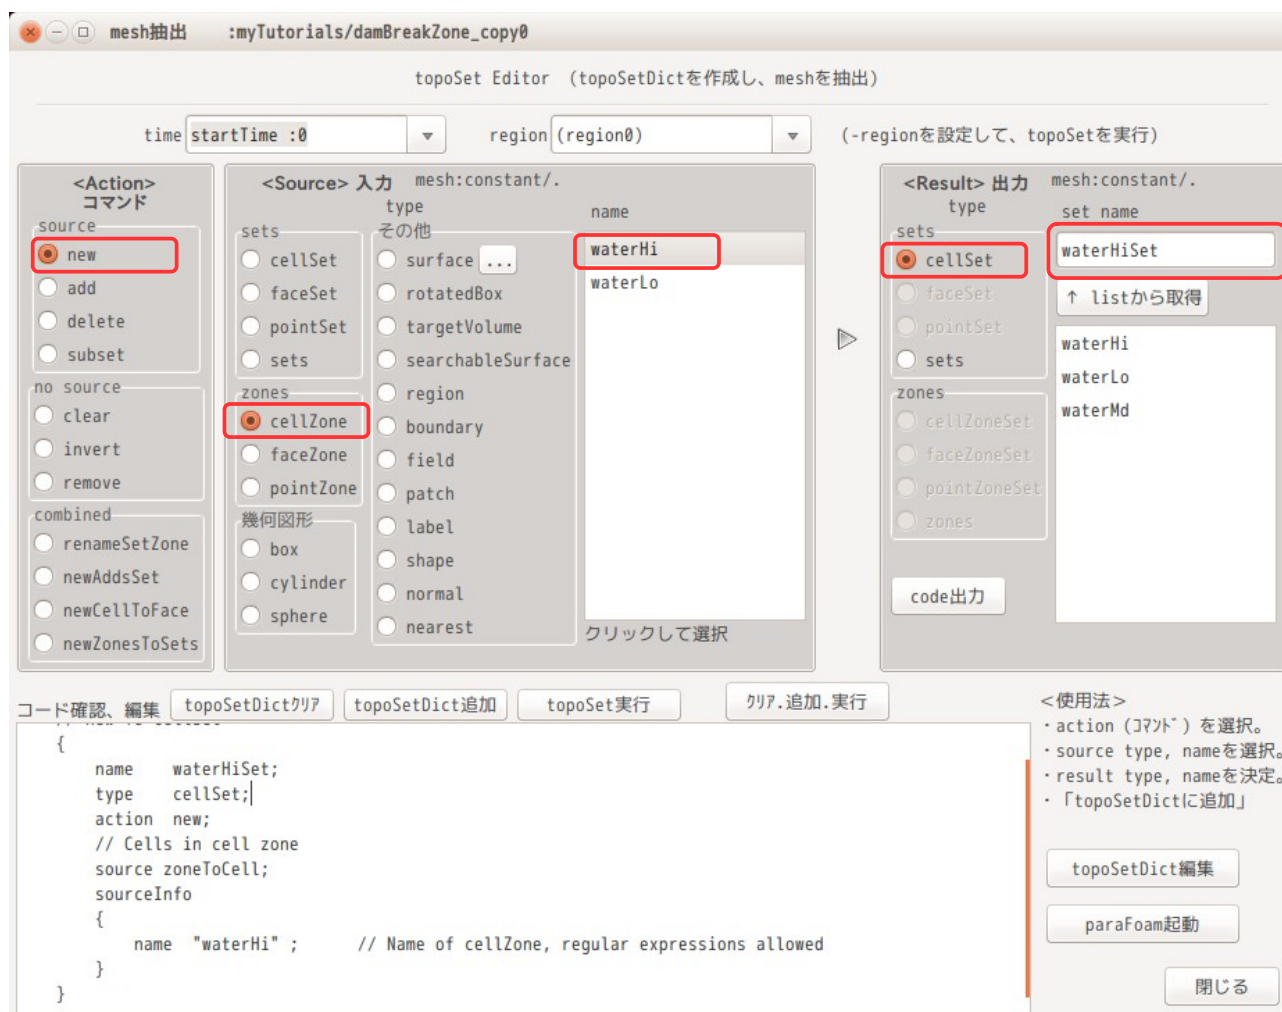 mesh抽出 :myTutorials/damBreakZone_copy0
topoSet Editor （topoSetDictを作成し、meshを抽出）
time startTime :0 region (region0) (-regionを設定して、topoSetを実行)
<Action>
コマンド
source
new
add
delete
subset
no source
clear
invert
remove
combined
renameSetZone
newAddsSet
newCellToFace
newZonesToSets
<Source> 入力 mesh:constant/.
type
sets
cellSet
faceSet
pointSet
sets
zones
cellZone
faceZone
pointZone
幾何図形
box
cylinder
sphere
その他
surface ...
rotatedBox
targetVolume
searchableSurface
region
boundary
field
patch
label
shape
normal
nearest
name
waterHi
waterLo
クリックして選択
<Result> 出力 mesh:constant/.
type
sets
cellSet
faceSet
pointSet
sets
zones
cellZoneSet
faceZoneSet
pointZoneSet
zones
code出力
set name
waterHiSet
↑ listから取得
waterHi
waterLo
waterMd
コード確認、編集 topoSetDictｸﾘｱ topoSetDict追加 topoSet実行 ｸﾘｱ.追加.実行
{
name waterHiSet;
type cellSet;
action new;
// Cells in cell zone
source zoneToCell;
sourceInfo
{
name "waterHi" ; // Name of cellZone, regular expressions allowed
}
}
＜使用法＞
・action（ｺﾏﾝﾄﾞ）を選択。
・source type, nameを選択。
・result type, nameを決定。
・「topoSetDictに追加」
topoSetDict編集
paraFoam起動
閉じる